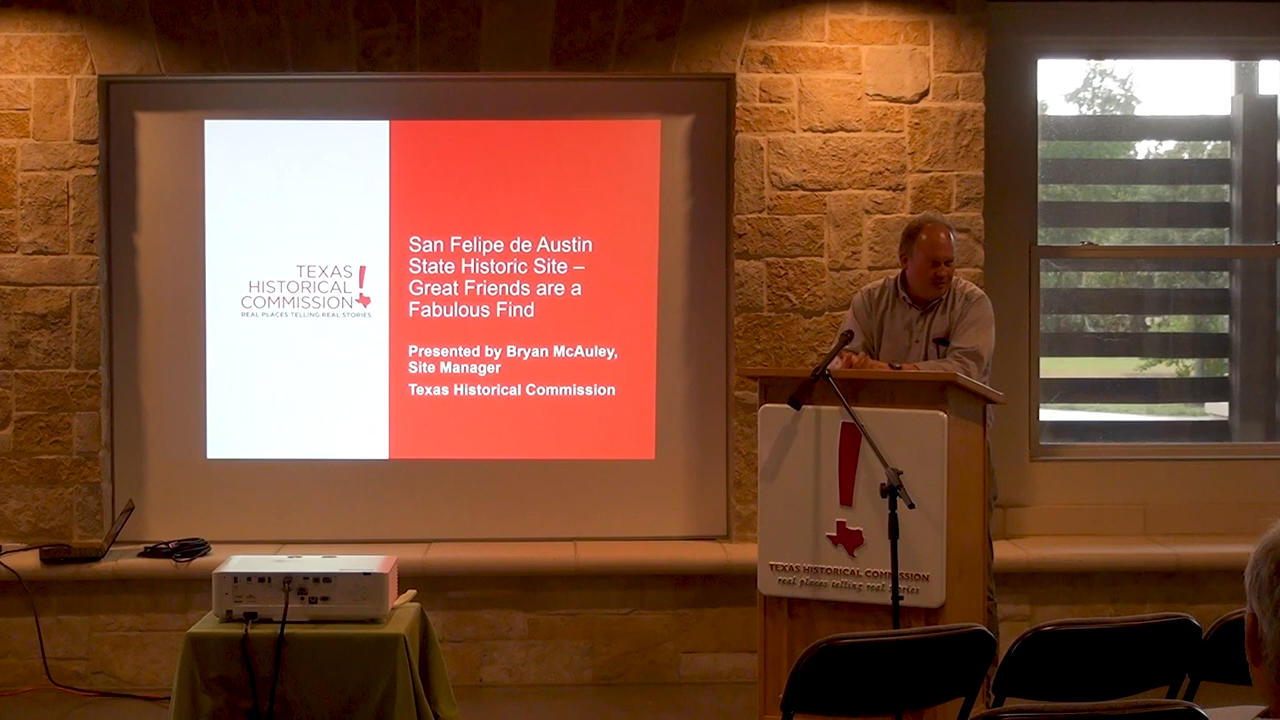 San Felipe de Austin
State Historic Site –
Great Friends are a
Fabulous Find
Presented by Bryan McAuley,
Site Manager
Texas Historical Commission
TEXAS
HISTORICAL
COMMISSION
REAL PLACES TELLING REAL STORIES
TEXAS HISTORICAL COMMISSION
real places telling real stories